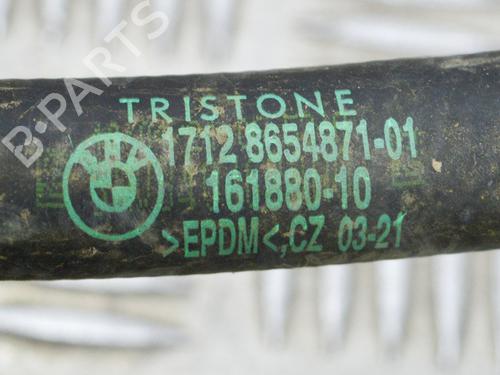 B-PARTS
TRISTONE
1712 8654871-01
161880-10
>EPDM<,CZ 03-21